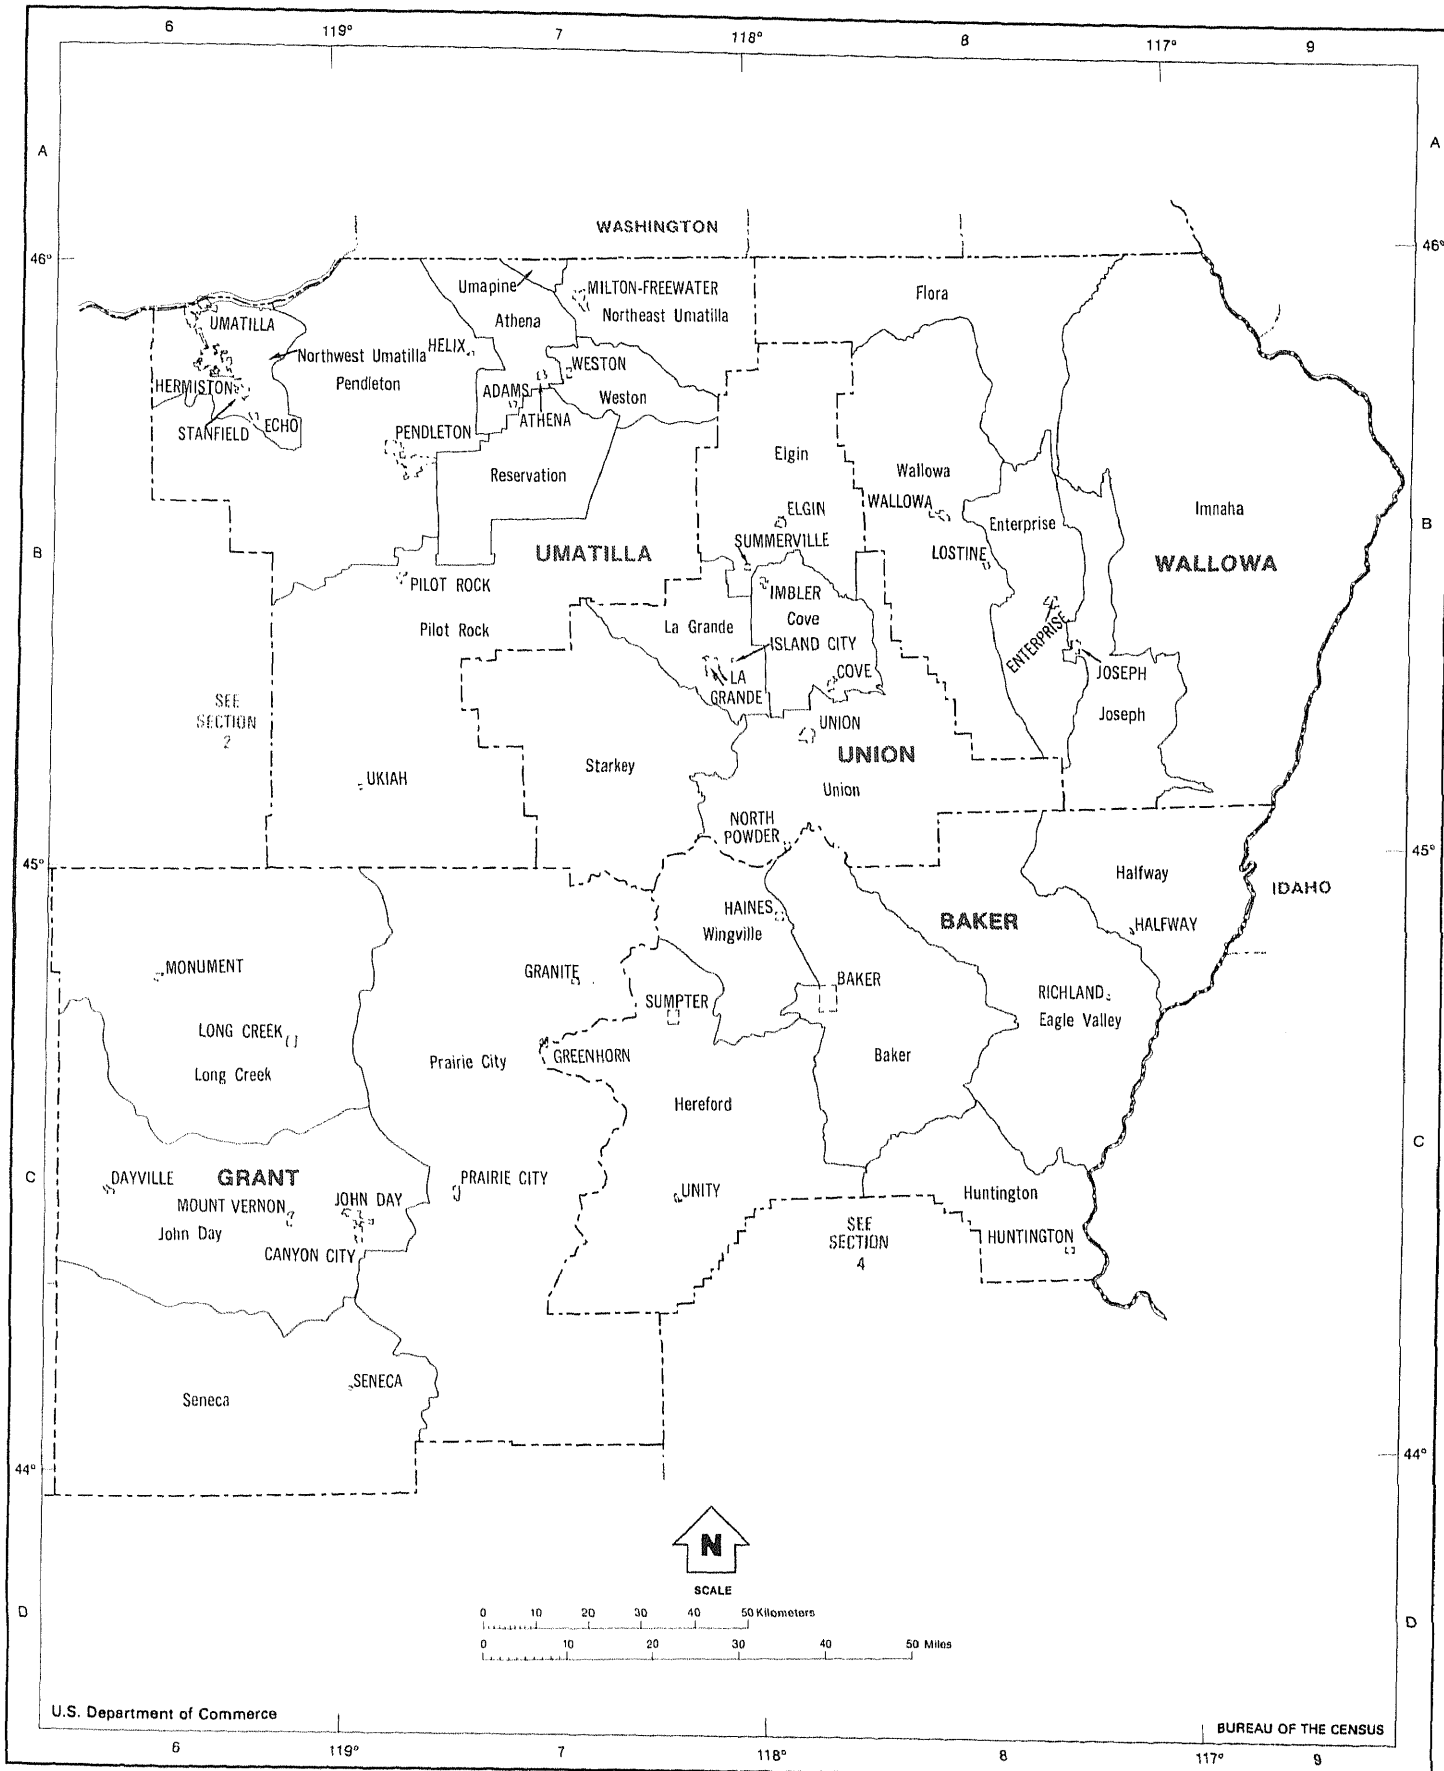 6 119° 7 118° 8 117° 9
A A
WASHINGTON
46° 46°
Umapine
MILTON-FREEWATER
Flora
UMATILLA
Athena
Northeast Umatilla
Northwest Umatilla
HELIX
WESTON
Pendleton
HERMISTON
ADAMS
Weston
STANFIELD
ECHO
ATHENA
PENDLETON
Elgin
Reservation
Wallowa
WALLOWA
ELGIN
Enterprise
Imnaha
B B
SUMMERVILLE
UMATILLA
LOSTINE
WALLOWA
PILOT ROCK
IMBLER
Cove
La Grande
Pilot Rock
ISLAND CITY
ENTERPRISE
LA
GRANDE
COVE
JOSEPH
SEE
SECTION
2
UNION
Joseph
UNION
Starkey
UKIAH
Union
NORTH
POWDER
45° 45°
Halfway
IDAHO
HAINES
BAKER
Wingville
HALFWAY
MONUMENT
GRANITE
BAKER
SUMPTER
RICHLAND
Eagle Valley
LONG CREEK
GREENHORN
Prairie City
Baker
Long Creek
Hereford
C C
DAYVILLE
GRANT
PRAIRIE CITY
MOUNT VERNON
JOHN DAY
UNITY
Huntington
John Day
SEE
SECTION
4
HUNTINGTON
CANYON CITY
SENECA
Seneca
44° 44°
N
SCALE
D D
0 10 20 30 40 50 Kilometers
0 10 20 30 40 50 Miles
U.S. Department of Commerce
BUREAU OF THE CENSUS
6 119° 7 118° 8 117° 9